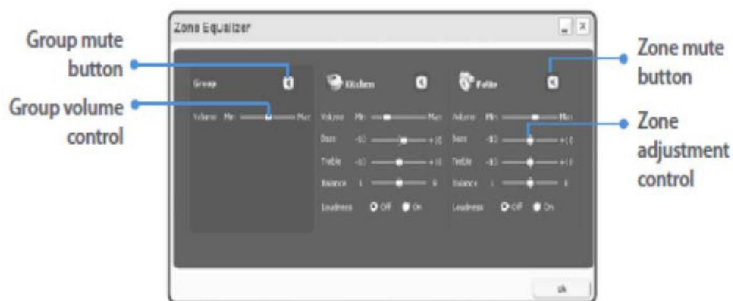 Zone Equalizer
Group mute
button
Group volume
control
Zone mute
button
Zone
adjustment
control
Group
Volume Min Max
Kitchen
Volume Min Max
Bass -10 +10
Treble -10 +10
Balance L R
Loudness Off On
Patio
Volume Min Max
Bass -10 +10
Treble -10 +10
Balance L R
Loudness Off On
ok